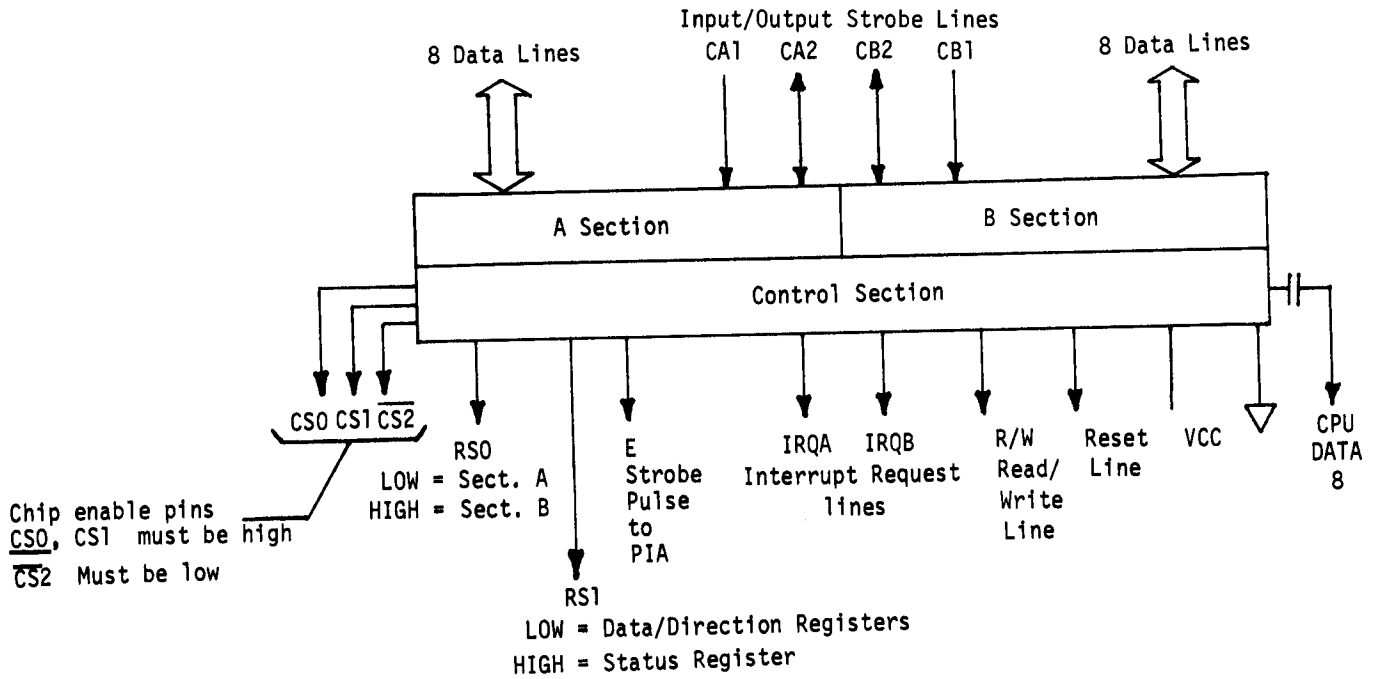 Input/Output Strobe Lines
8 Data Lines
CA1 CA2 CB2 CB1
8 Data Lines
A Section
B Section
Control Section
CS0 CS1 C̅S̅2̅
RS0
LOW = Sect. A
HIGH = Sect. B
E
Strobe
Pulse
to
PIA
IRQA IRQB
Interrupt Request
lines
R/W
Read/
Write
Line
Reset
Line
VCC
CPU
DATA
8
Chip enable pins
CS0, CS1 must be high
C̅S̅2 Must be low
RS1
LOW = Data/Direction Registers
HIGH = Status Register